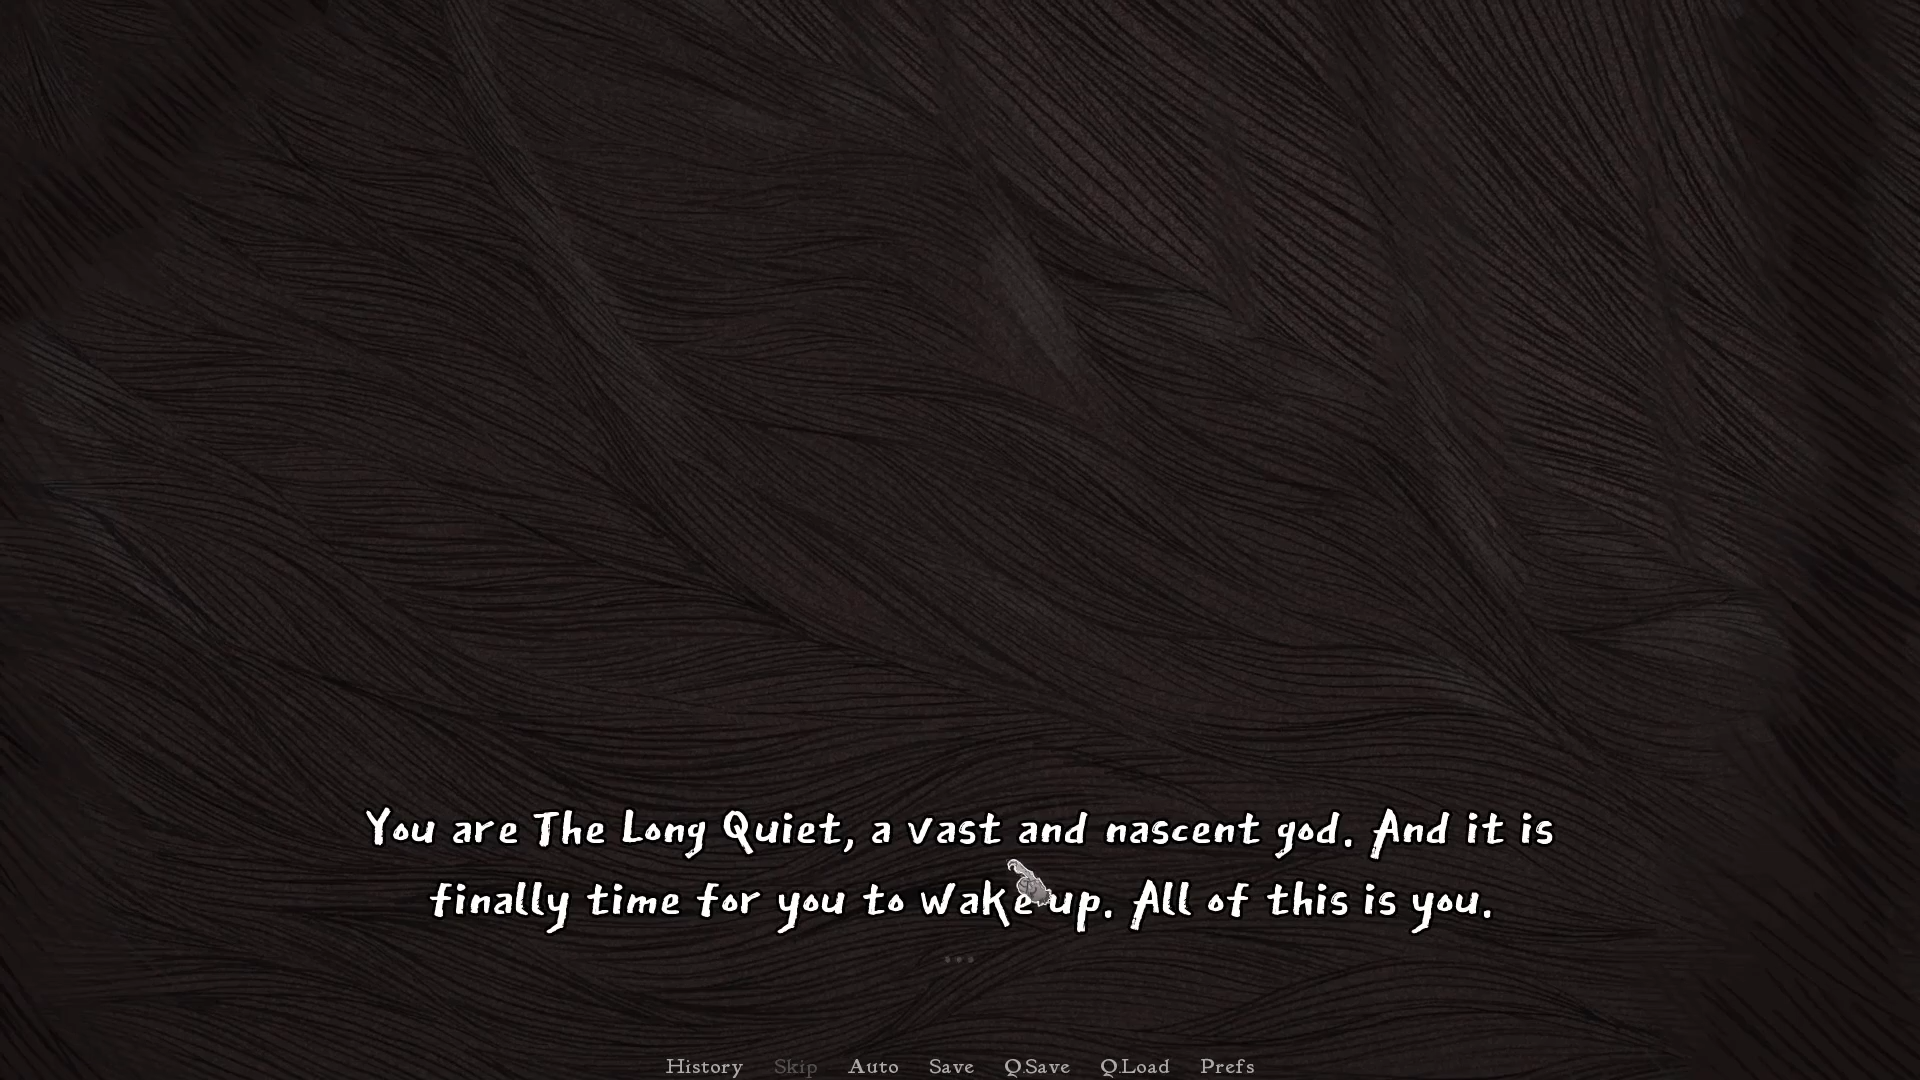 You are The Long Quiet, a vast and nascent god. And it is
finally time for you to wake up. All of this is you.
...
History Skip Auto Save Q.Save Q.Load Prefs